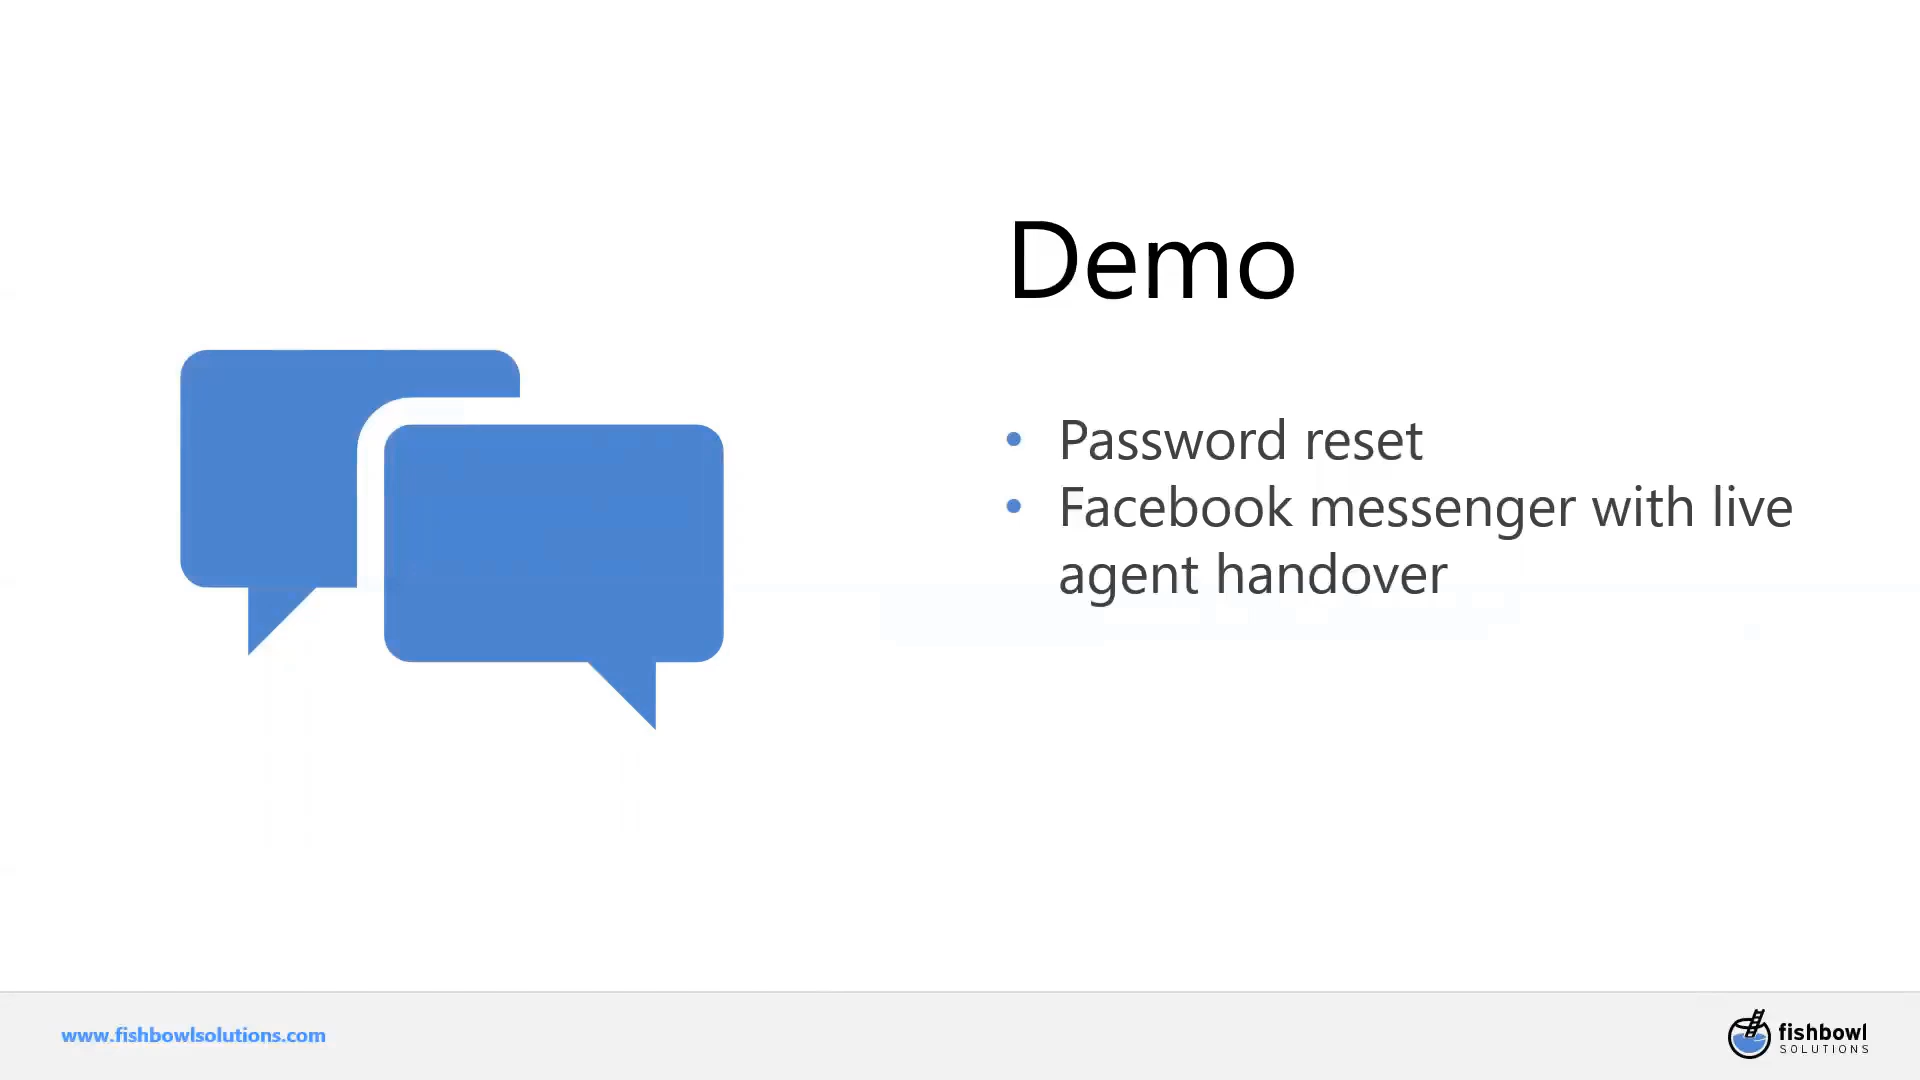 Demo
• Password reset
• Facebook messenger with live
agent handover
www.fishbowlsolutions.com
fishbowl
SOLUTIONS